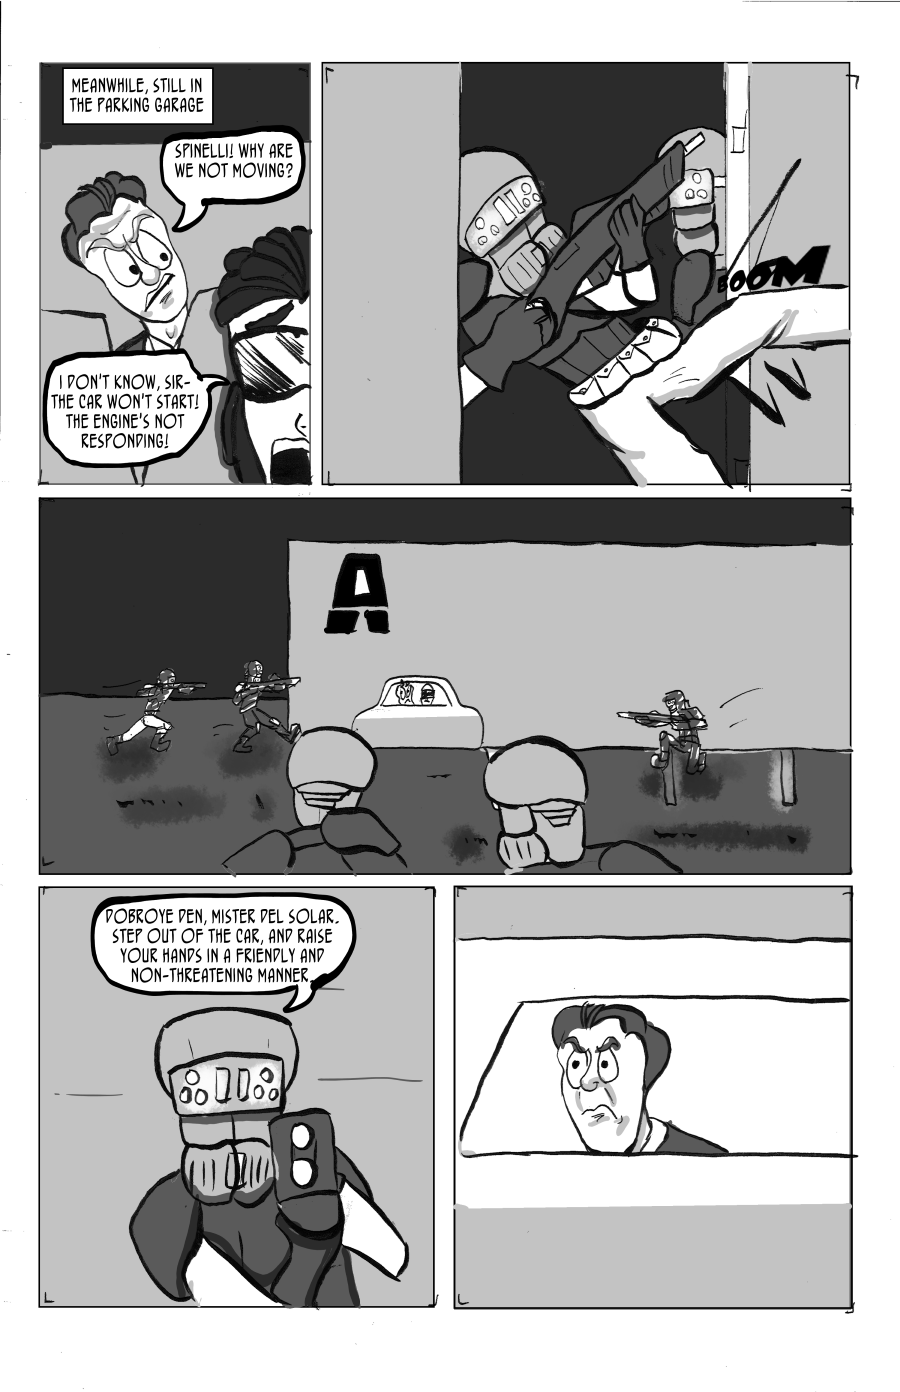 MEANWHILE, STILL IN
THE PARKING GARAGE
SPINELLI! WHY ARE
WE NOT MOVING?
I DON'T KNOW, SIR-
THE CAR WON'T START!
THE ENGINE'S NOT
RESPONDING!
BOOM
A
DOBROYE DEN, MISTER DEL SOLAR.
STEP OUT OF THE CAR, AND RAISE
YOUR HANDS IN A FRIENDLY AND
NON-THREATENING MANNER.